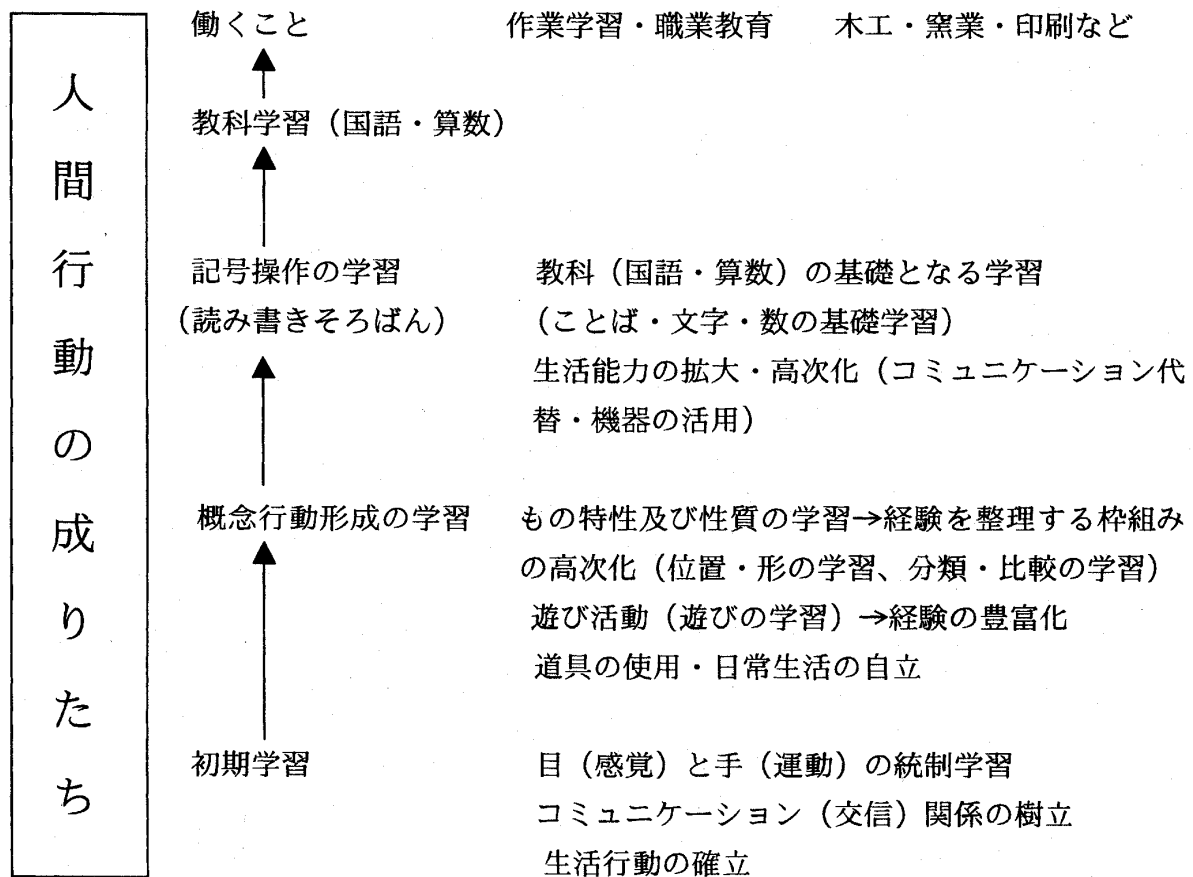 人間行動の成りたち
働くこと 作業学習・職業教育 木工・窯業・印刷など
教科学習（国語・算数）
記号操作の学習 教科（国語・算数）の基礎となる学習
（読み書きそろばん） （ことば・文字・数の基礎学習）
生活能力の拡大・高次化（コミュニケーション代
替・機器の活用）
概念行動形成の学習 もの特性及び性質の学習→経験を整理する枠組み
の高次化（位置・形の学習、分類・比較の学習）
遊び活動（遊びの学習）→経験の豊富化
道具の使用・日常生活の自立
初期学習 目（感覚）と手（運動）の統制学習
コミュニケーション（交信）関係の樹立
生活行動の確立